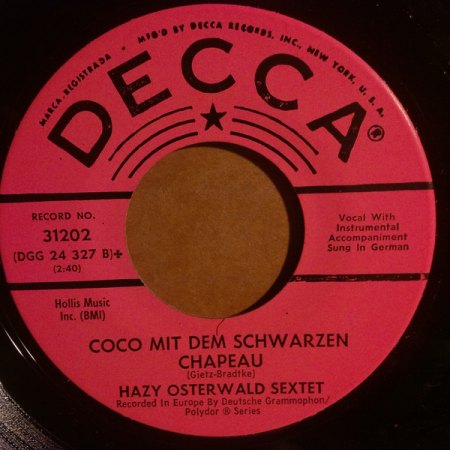 MARCA REGISTRADA • MF'D BY DECCA RECORDS, INC., NEW YORK, U. S. A.
DECCA
®
RECORD NO.
31202
(DGG 24 327 B)+
(2:40)
Vocal With
Instrumental
Accompaniment
Sung In German
Hollis Music
Inc. (BMI)
COCO MIT DEM SCHWARZEN
CHAPEAU
(Gietz-Bradtke)
HAZY OSTERWALD SEXTET
Recorded In Europe By Deutsche Grammophon/
Polydor ® Series